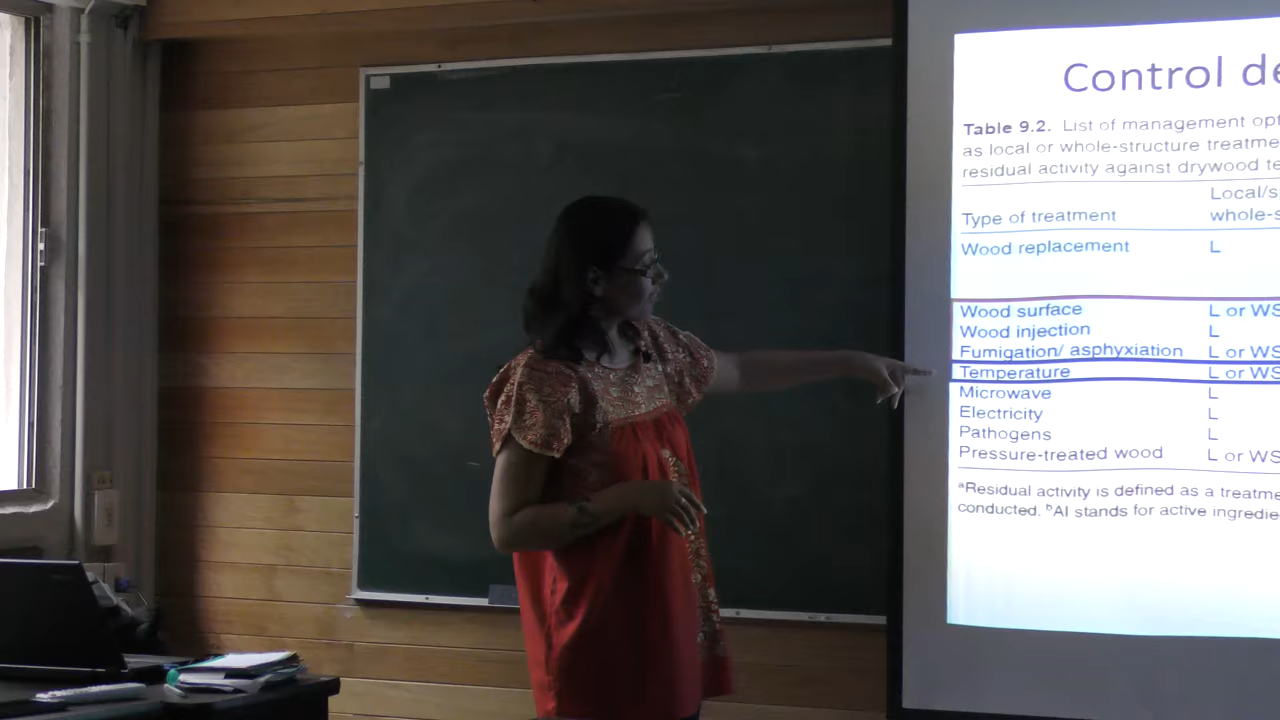 Control de
Table 9.2. List of management opt
as local or whole-structure treatme
residual activity against drywood te
Local/s
Type of treatment whole-s
Wood replacement L
Wood surface L or WS
Wood injection L
Fumigation/ asphyxiation L or WS
Temperature L or WS
Microwave L
Electricity L
Pathogens L
Pressure-treated wood L or WS
ᵃResidual activity is defined as a treatme
conducted. ᵇAI stands for active ingredie